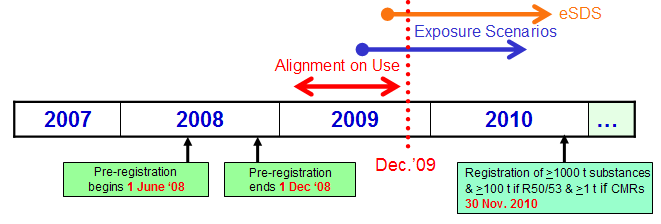 eSDS
Exposure Scenarios
Alignment on Use
2007
2008
2009
2010
...
Dec.’09
Pre-registration
begins 1 June ‘08
Pre-registration
ends 1 Dec ‘08
Registration of ≥1000 t substances
& ≥100 t if R50/53 & ≥1 t if CMRs
30 Nov. 2010